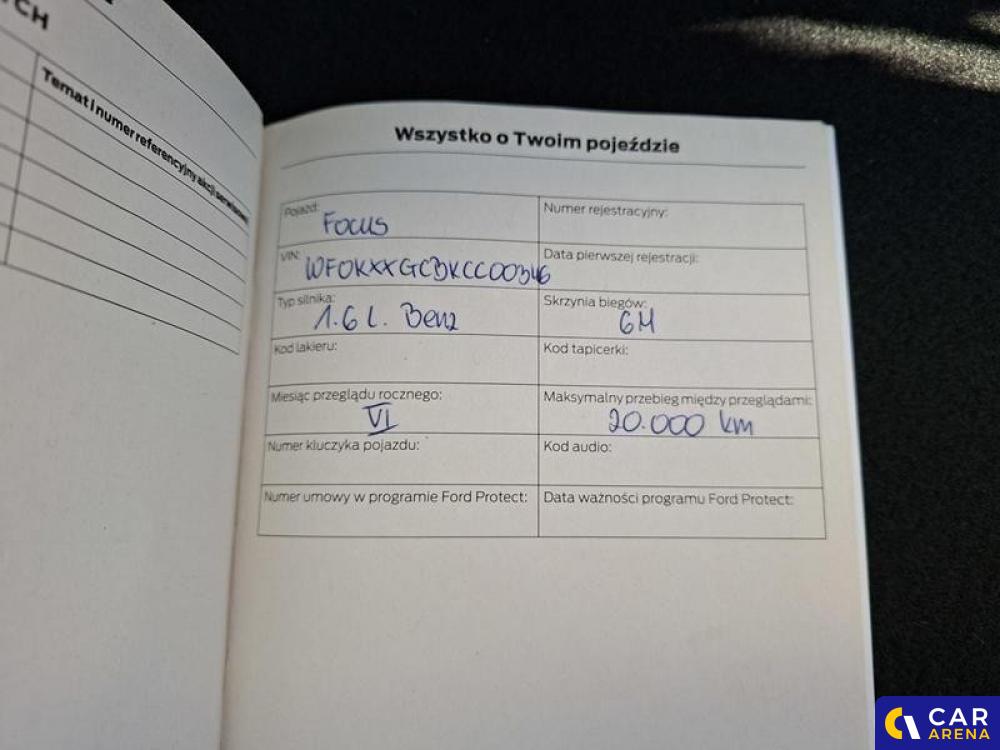 CH
Temat i numer referencyjny akcji serwisowej
Wszystko o Twoim pojeździe
Pojazd: Focus
Numer rejestracyjny:
VIN: WF0KXXGCBKCC00346
Data pierwszej rejestracji:
Typ silnika: 1.6 L. Benz
Skrzynia biegów: 6M
Kod lakieru:
Kod tapicerki:
Miesiąc przeglądu rocznego: VI
Maksymalny przebieg między przeglądami: 20.000 km
Numer kluczyka pojazdu:
Kod audio:
Numer umowy w programie Ford Protect:
Data ważności programu Ford Protect:
CAR
ARENA